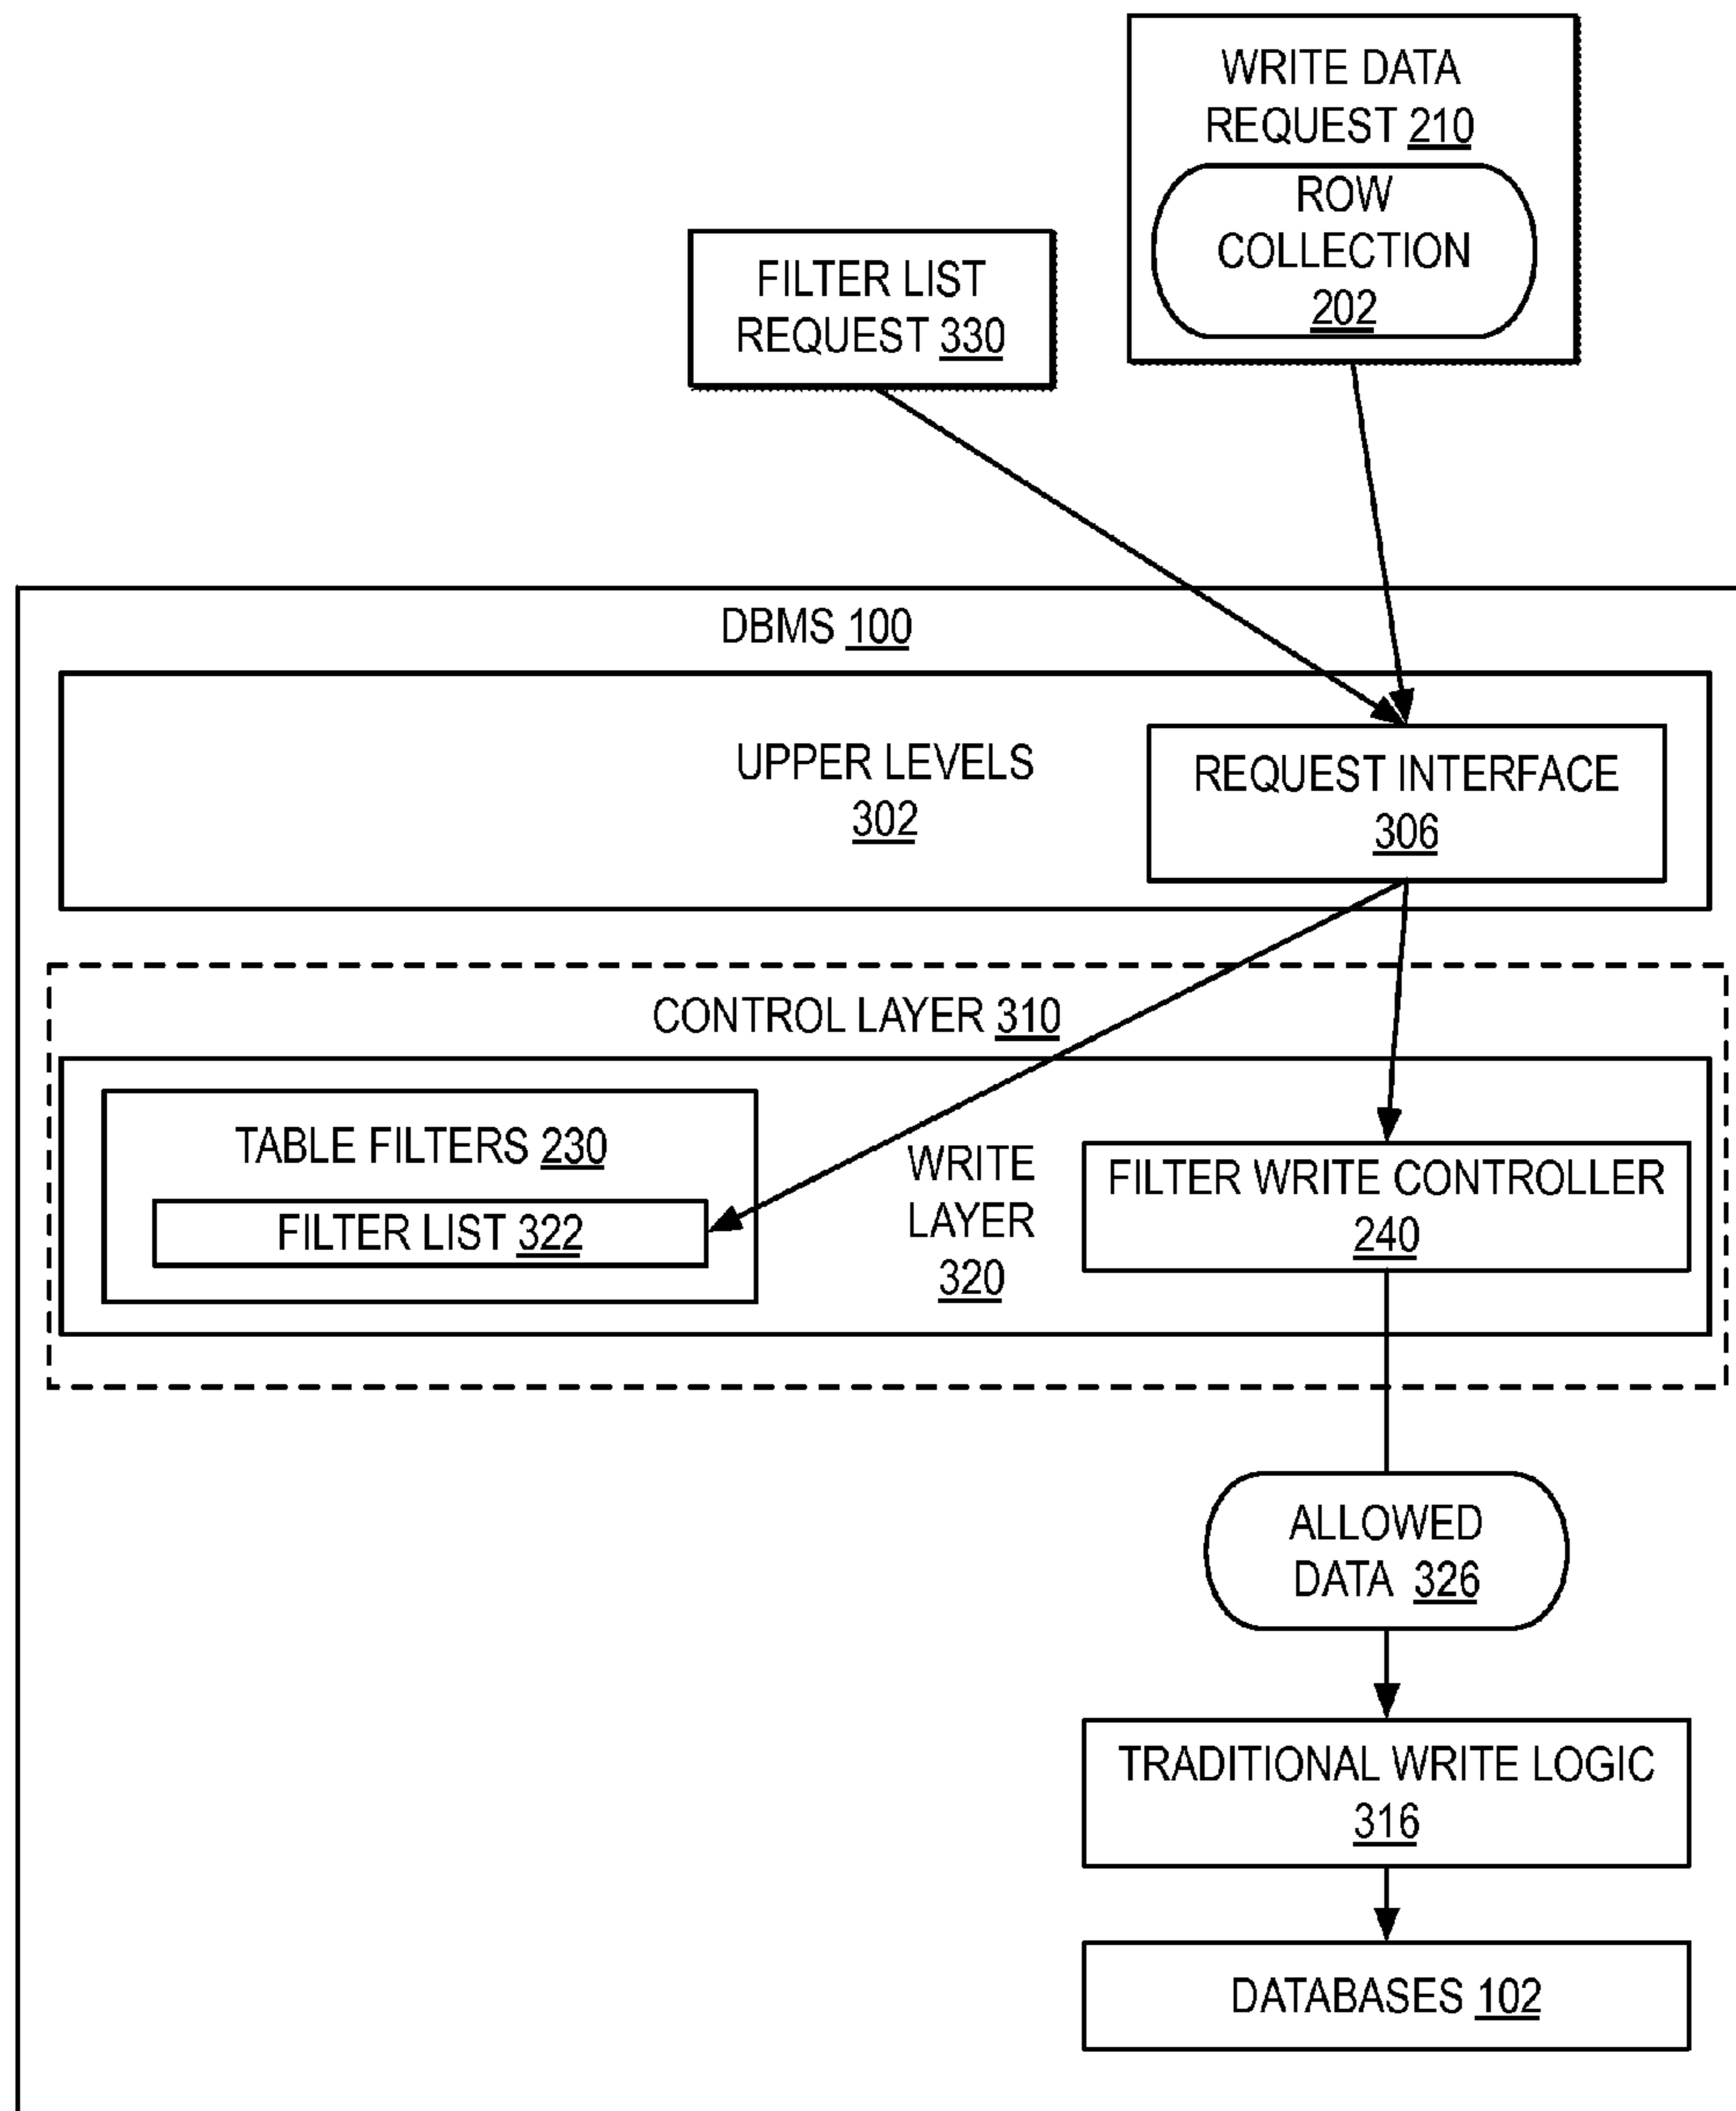 WRITE DATA
REQUEST 210
ROW
COLLECTION
202
FILTER LIST
REQUEST 330
DBMS 100
UPPER LEVELS
302
REQUEST INTERFACE
306
CONTROL LAYER 310
TABLE FILTERS 230
FILTER LIST 322
WRITE
LAYER
320
FILTER WRITE CONTROLLER
240
ALLOWED
DATA 326
TRADITIONAL WRITE LOGIC
316
DATABASES 102